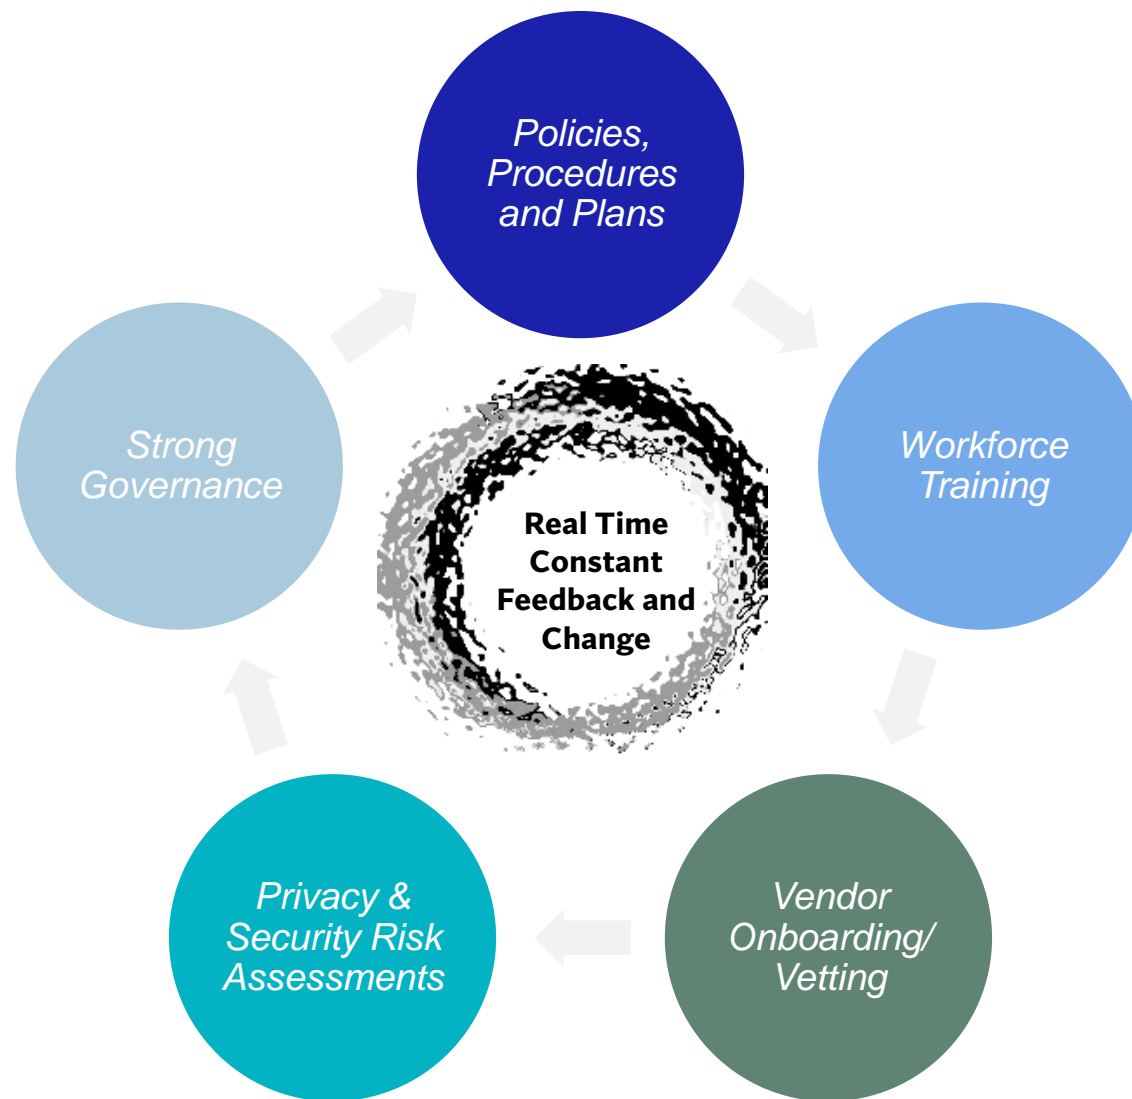 Policies,
Procedures
and Plans
Strong
Governance
Workforce
Training
Real Time
Constant
Feedback and
Change
Privacy &
Security Risk
Assessments
Vendor
Onboarding/
Vetting